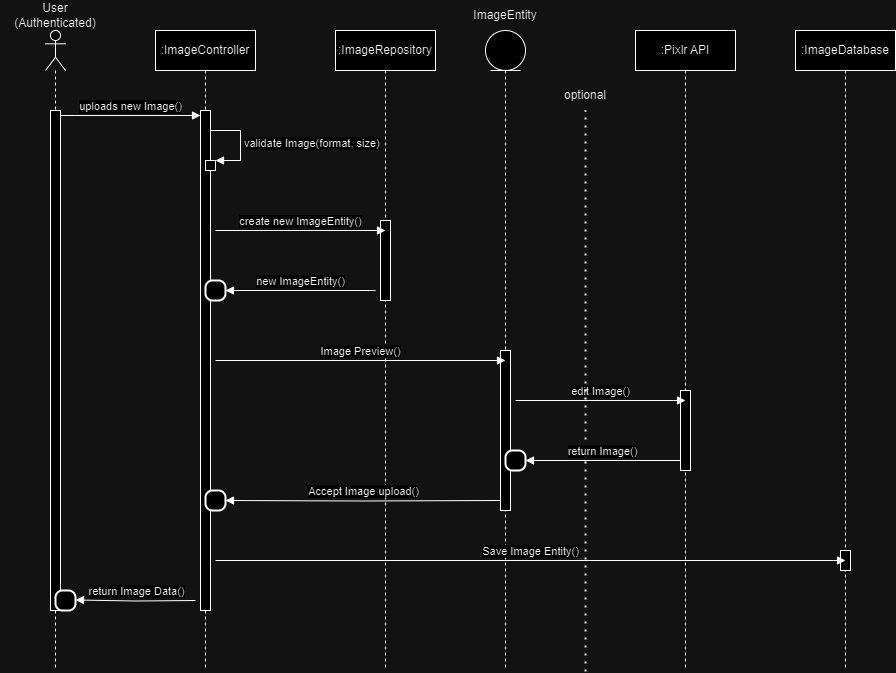 User
(Authenticated)
ImageEntity
:ImageController
:ImageRepository
:Pixlr API
:ImageDatabase
optional
uploads new Image()
validate Image(format, size)
create new ImageEntity()
new ImageEntity()
Image Preview()
edit Image()
return Image()
Accept Image upload()
Save Image Entity()
return Image Data()